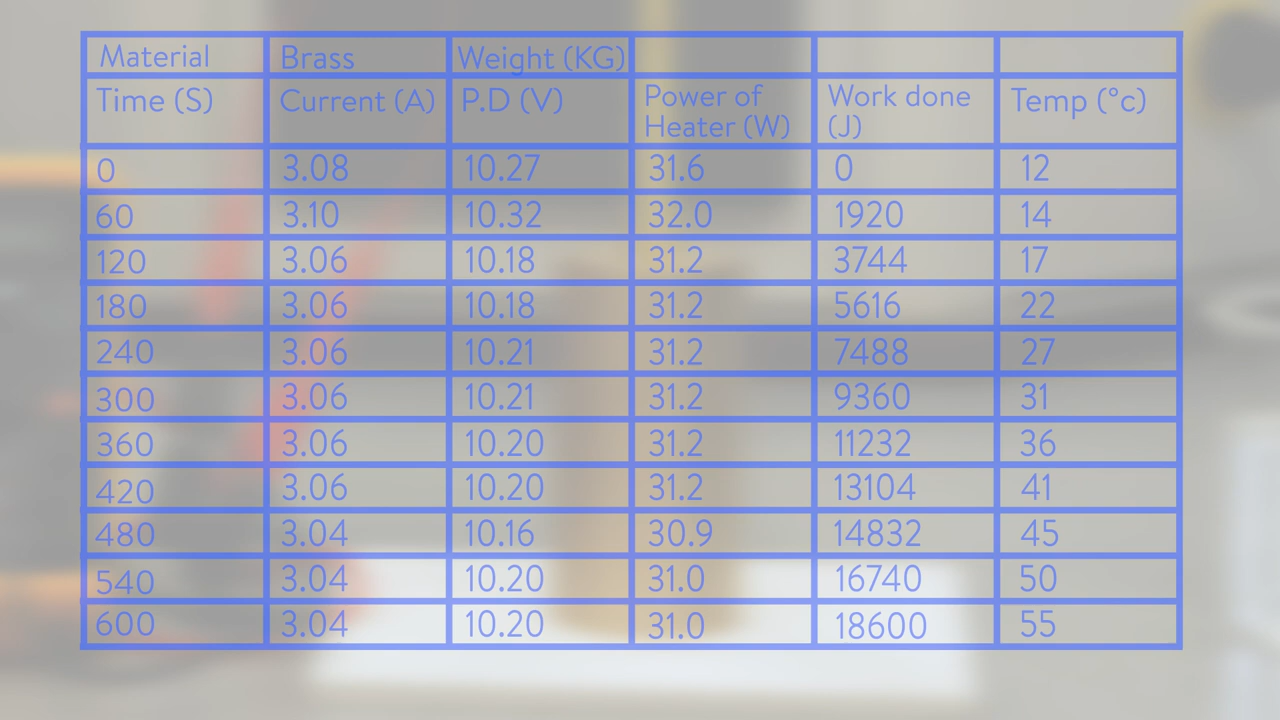 Material Brass Weight (KG)
Time (S) Current (A) P.D (V) Power of Heater (W) Work done (J) Temp (°c)
0 3.08 10.27 31.6 0 12
60 3.10 10.32 32.0 1920 14
120 3.06 10.18 31.2 3744 17
180 3.06 10.18 31.2 5616 22
240 3.06 10.21 31.2 7488 27
300 3.06 10.21 31.2 9360 31
360 3.06 10.20 31.2 11232 36
420 3.06 10.20 31.2 13104 41
480 3.04 10.16 30.9 14832 45
540 3.04 10.20 31.0 16740 50
600 3.04 10.20 31.0 18600 55